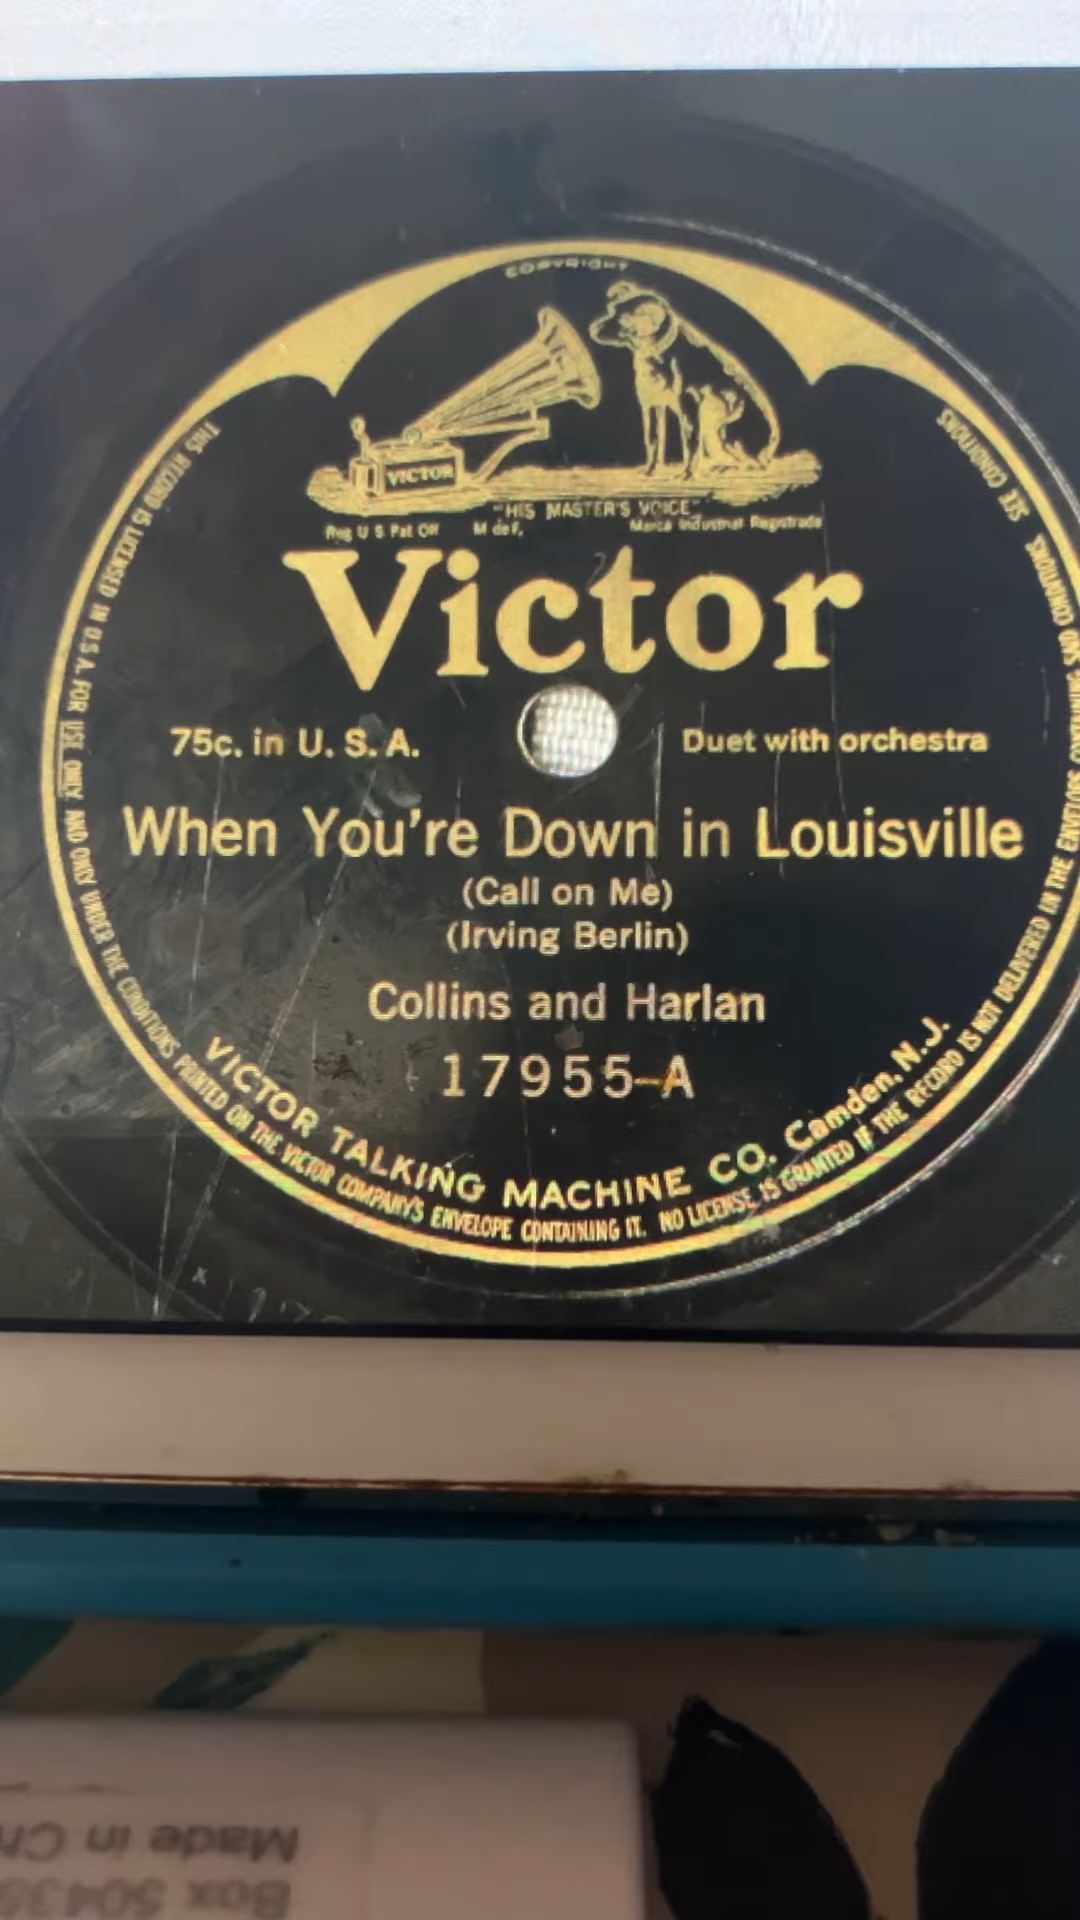 COPYRIGHT
VICTOR
"HIS MASTER'S VOICE"
Reg U S Pat Off M de F. Marca Industrial Registrada
Victor
75c. in U. S. A. Duet with orchestra
When You're Down in Louisville
(Call on Me)
(Irving Berlin)
Collins and Harlan
17955-A
VICTOR TALKING MACHINE CO. Camden, N.J.
THIS RECORD IS LICENSED IN U.S.A. FOR USE ONLY AND ONLY UNDER THE CONDITIONS PRINTED ON THE VICTOR COMPANY'S ENVELOPE CONTAINING IT. NO LICENSE IS GRANTED IF THE RECORD IS NOT DELIVERED IN THE ENVELOPE CONTAINING SAID CONDITIONS. SEE CONDITIONS
Made in
Box